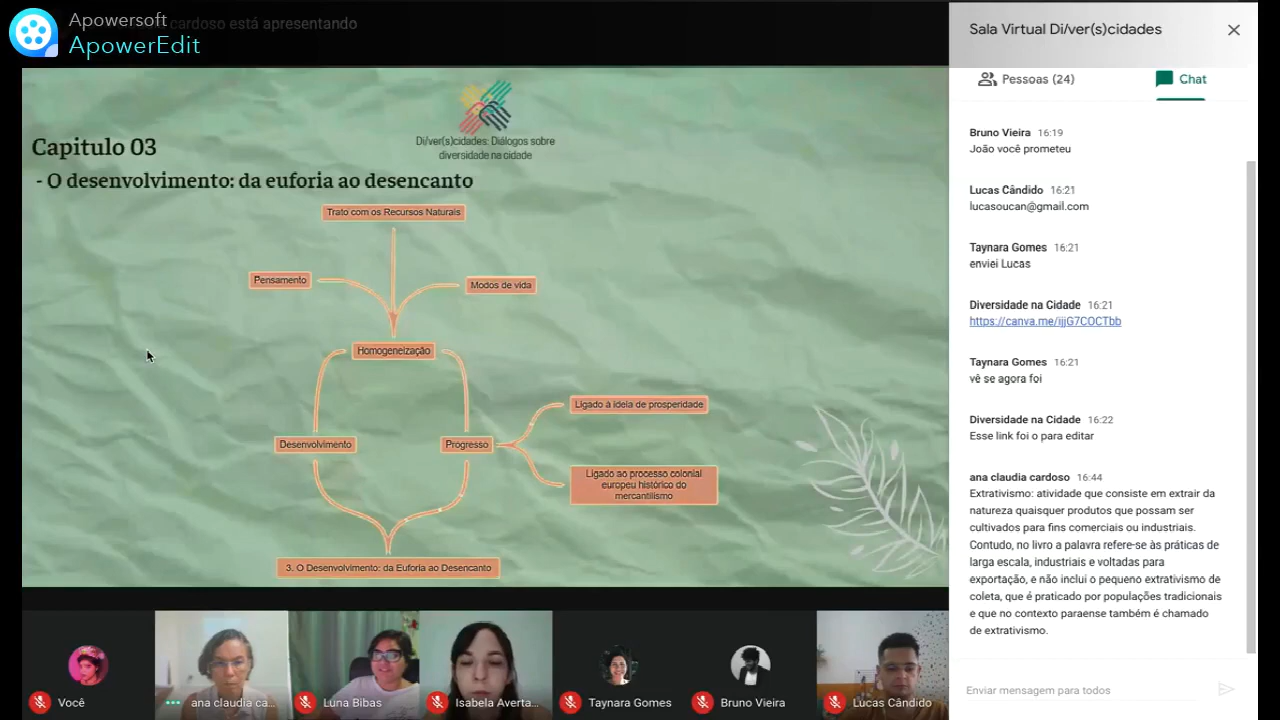 Apowersoft
ApowerEdit
cardoso está apresentando
Capitulo 03
- O desenvolvimento: da euforia ao desencanto
Di/ver(s)cidades: Diálogos sobre
diversidade na cidade
Trato com os Recursos Naturais
Pensamento
Modos de vida
Homogeneização
Desenvolvimento
Progresso
Ligado à ideia de prosperidade
Ligado ao processo colonial
europeu histórico do
mercantilismo
3. O Desenvolvimento: da Euforia ao Desencanto
Você
ana claudia ca...
Luna Bibas
Isabela Averta...
Taynara Gomes
Bruno Vieira
Lucas Cândido
Sala Virtual Di/ver(s)cidades
Pessoas (24)
Chat
Bruno Vieira 16:19
João você prometeu
Lucas Cândido 16:21
lucasoucan@gmail.com
Taynara Gomes 16:21
enviei Lucas
Diversidade na Cidade 16:21
https://canva.me/ijjG7COCTbb
Taynara Gomes 16:21
vê se agora foi
Diversidade na Cidade 16:22
Esse link foi o para editar
ana claudia cardoso 16:44
Extrativismo: atividade que consiste em extrair da
natureza quaisquer produtos que possam ser
cultivados para fins comerciais ou industriais.
Contudo, no livro a palavra refere-se às práticas de
larga escala, industriais e voltadas para
exportação, e não inclui o pequeno extrativismo de
coleta, que é praticado por populações tradicionais
e que no contexto paraense também é chamado
de extrativismo.
Enviar mensagem para todos